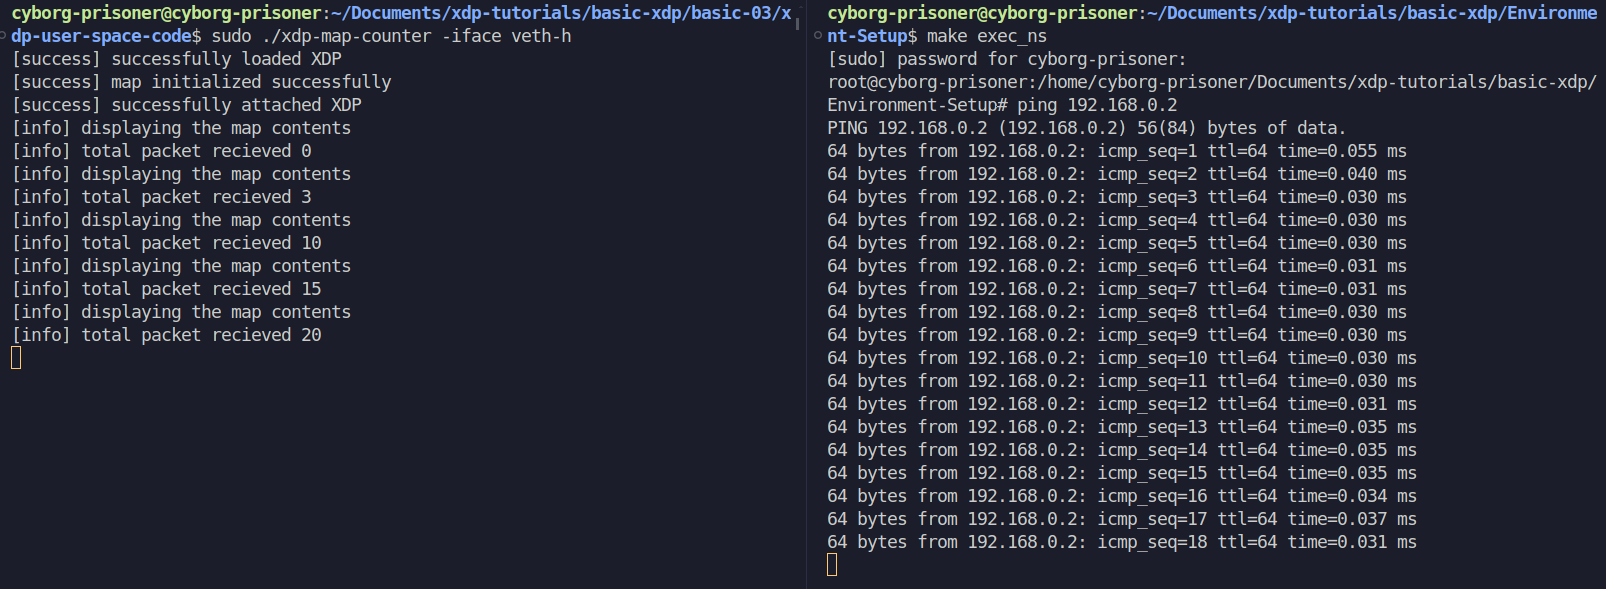 cyborg-prisoner@cyborg-prisoner:~/Documents/xdp-tutorials/basic-xdp/basic-03/x
dp-user-space-code$ sudo ./xdp-map-counter -iface veth-h
[success] successfully loaded XDP
[success] map initialized successfully
[success] successfully attached XDP
[info] displaying the map contents
[info] total packet recieved 0
[info] displaying the map contents
[info] total packet recieved 3
[info] displaying the map contents
[info] total packet recieved 10
[info] displaying the map contents
[info] total packet recieved 15
[info] displaying the map contents
[info] total packet recieved 20
cyborg-prisoner@cyborg-prisoner:~/Documents/xdp-tutorials/basic-xdp/Environme
nt-Setup$ make exec_ns
[sudo] password for cyborg-prisoner:
root@cyborg-prisoner:/home/cyborg-prisoner/Documents/xdp-tutorials/basic-xdp/
Environment-Setup# ping 192.168.0.2
PING 192.168.0.2 (192.168.0.2) 56(84) bytes of data.
64 bytes from 192.168.0.2: icmp_seq=1 ttl=64 time=0.055 ms
64 bytes from 192.168.0.2: icmp_seq=2 ttl=64 time=0.040 ms
64 bytes from 192.168.0.2: icmp_seq=3 ttl=64 time=0.030 ms
64 bytes from 192.168.0.2: icmp_seq=4 ttl=64 time=0.030 ms
64 bytes from 192.168.0.2: icmp_seq=5 ttl=64 time=0.030 ms
64 bytes from 192.168.0.2: icmp_seq=6 ttl=64 time=0.031 ms
64 bytes from 192.168.0.2: icmp_seq=7 ttl=64 time=0.031 ms
64 bytes from 192.168.0.2: icmp_seq=8 ttl=64 time=0.030 ms
64 bytes from 192.168.0.2: icmp_seq=9 ttl=64 time=0.030 ms
64 bytes from 192.168.0.2: icmp_seq=10 ttl=64 time=0.030 ms
64 bytes from 192.168.0.2: icmp_seq=11 ttl=64 time=0.030 ms
64 bytes from 192.168.0.2: icmp_seq=12 ttl=64 time=0.031 ms
64 bytes from 192.168.0.2: icmp_seq=13 ttl=64 time=0.035 ms
64 bytes from 192.168.0.2: icmp_seq=14 ttl=64 time=0.035 ms
64 bytes from 192.168.0.2: icmp_seq=15 ttl=64 time=0.035 ms
64 bytes from 192.168.0.2: icmp_seq=16 ttl=64 time=0.034 ms
64 bytes from 192.168.0.2: icmp_seq=17 ttl=64 time=0.037 ms
64 bytes from 192.168.0.2: icmp_seq=18 ttl=64 time=0.031 ms